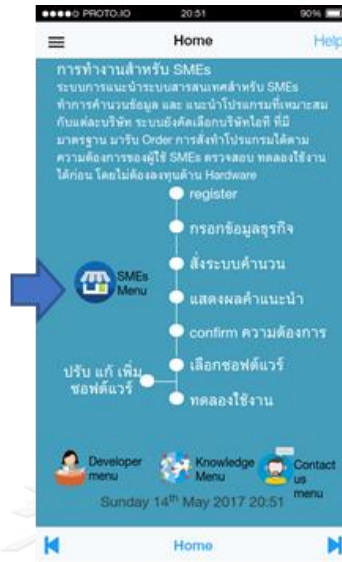 PROTO.IO 20:51 90%
Home Help
การทำงานสำหรับ SMEs
ระบบการแนะนำระบบสารสนเทศสำหรับ SMEs
ทำการคำนวนข้อมูล และ แนะนำโปรแกรมที่เหมาะสม
กับแต่ละบริษัท ระบบยังคัดเลือกบริษัทไอที ที่มี
มาตรฐาน มารับ Order การสั่งทำโปรแกรมได้ตาม
ความต้องการของผู้ใช้ SMEs ตรวจสอบ ทดลองใช้งาน
ได้ก่อน โดยไม่ต้องลงทุนด้าน Hardware
register
กรอกข้อมูลธุรกิจ
SMEs
Menu
สั่งระบบคำนวน
แสดงผลคำแนะนำ
confirm ความต้องการ
เลือกซอฟต์แวร์
ปรับ แก้ เพิ่ม
ซอฟต์แวร์
ทดลองใช้งาน
Developer
menu
Knowledge
Menu
Contact
us
menu
Sunday 14th May 2017 20:51
Home